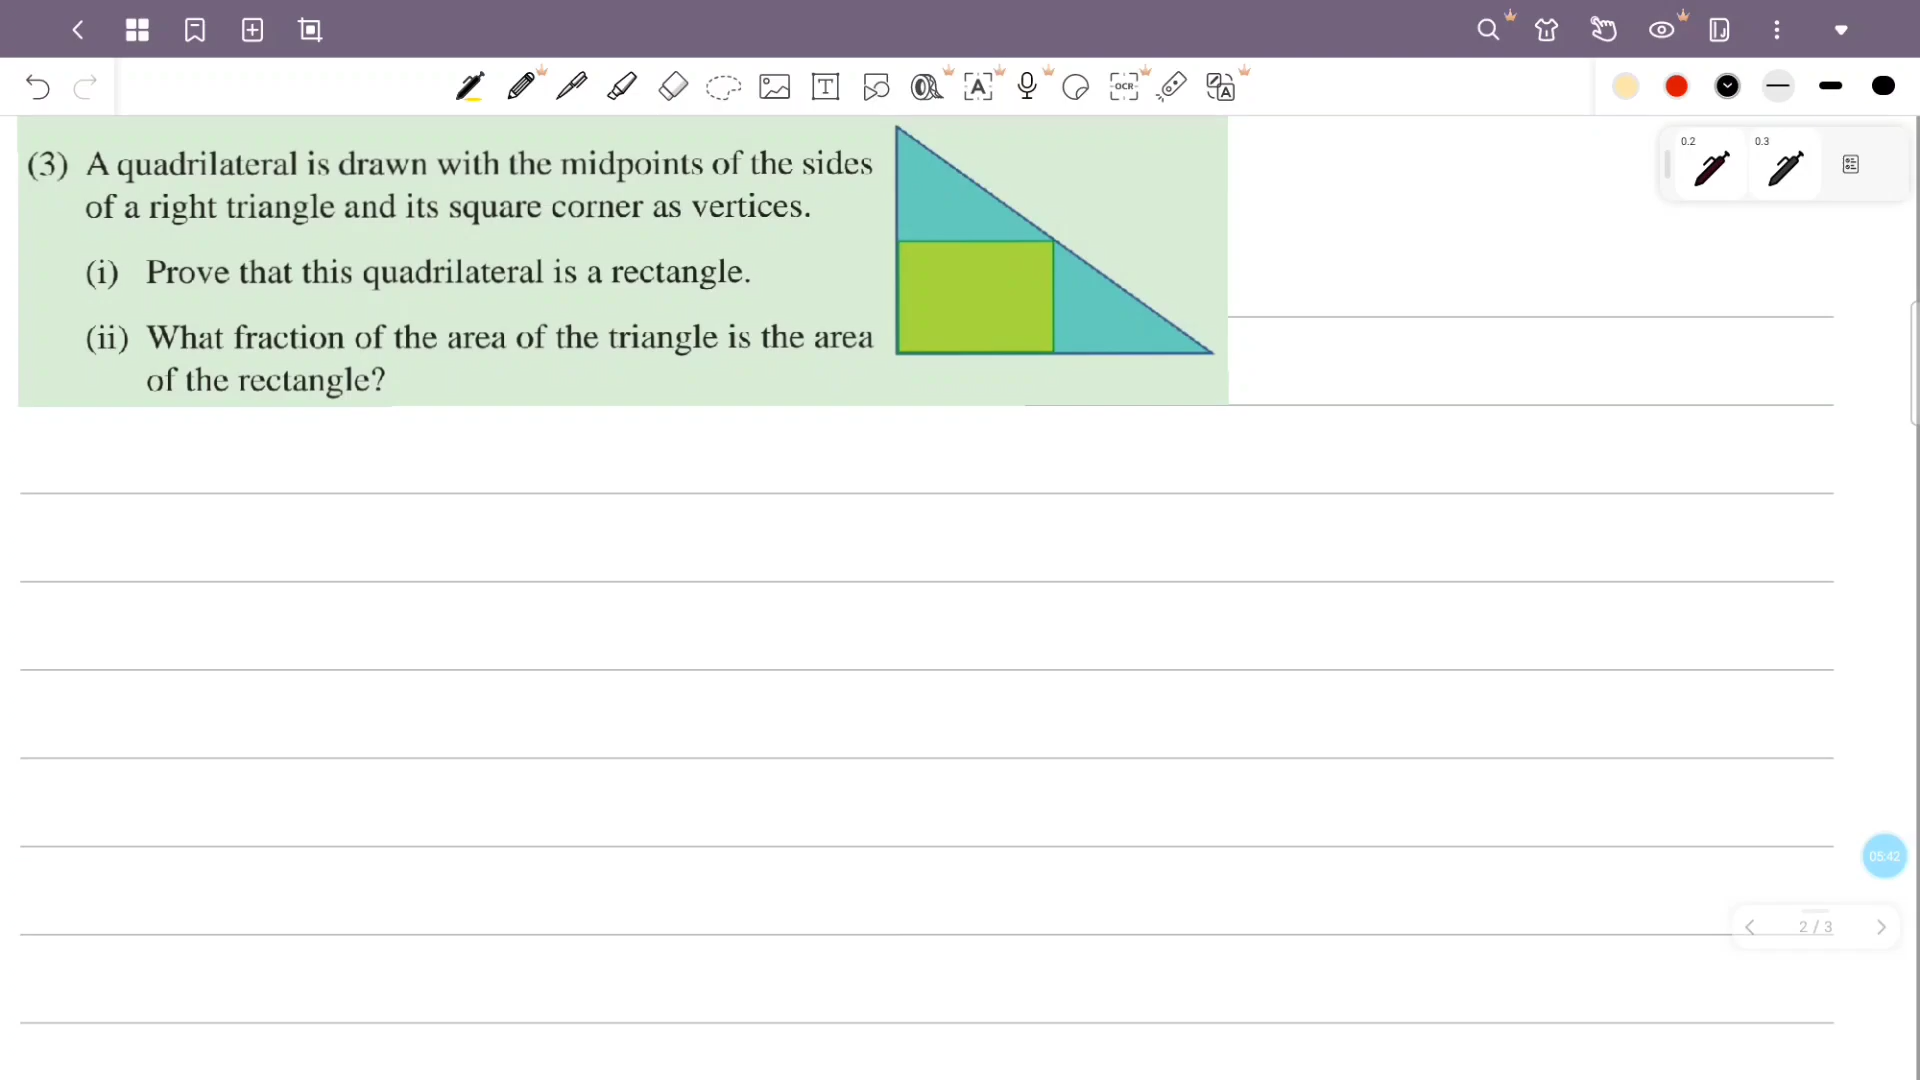 0.2
0.3
T
A
OCR
A
(3) A quadrilateral is drawn with the midpoints of the sides
of a right triangle and its square corner as vertices.
(i) Prove that this quadrilateral is a rectangle.
(ii) What fraction of the area of the triangle is the area
of the rectangle?
05:42
2 / 3